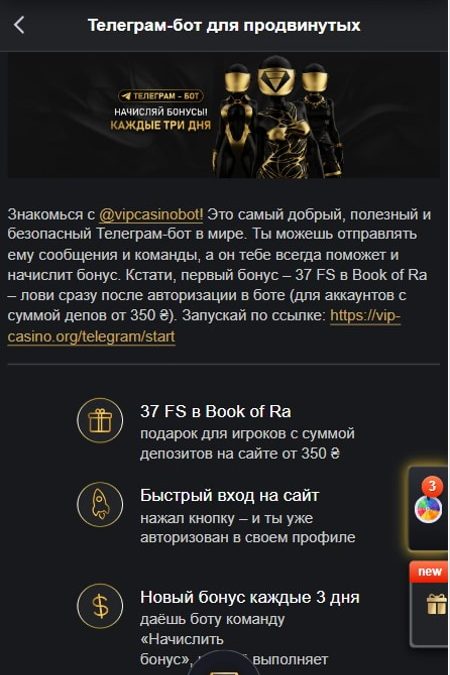 Телеграм-бот для продвинутых
ТЕЛЕГРАМ - БОТ
НАЧИСЛЯЙ БОНУСЫ!
КАЖДЫЕ ТРИ ДНЯ
Знакомься с @vipcasinobot! Это самый добрый, полезный и
безопасный Телеграм-бот в мире. Ты можешь отправлять
ему сообщения и команды, а он тебе всегда поможет и
начислит бонус. Кстати, первый бонус – 37 FS в Book of Ra
– лови сразу после авторизации в боте (для аккаунтов с
суммой депов от 350 ₴). Запускай по ссылке: https://vip-
casino.org/telegram/start
37 FS в Book of Ra
подарок для игроков с суммой
депозитов на сайте от 350 ₴
3
Быстрый вход на сайт
нажал кнопку – и ты уже
авторизован в своем профиле
new
Новый бонус каждые 3 дня
даёшь боту команду
«Начислить
бонус», выполняет